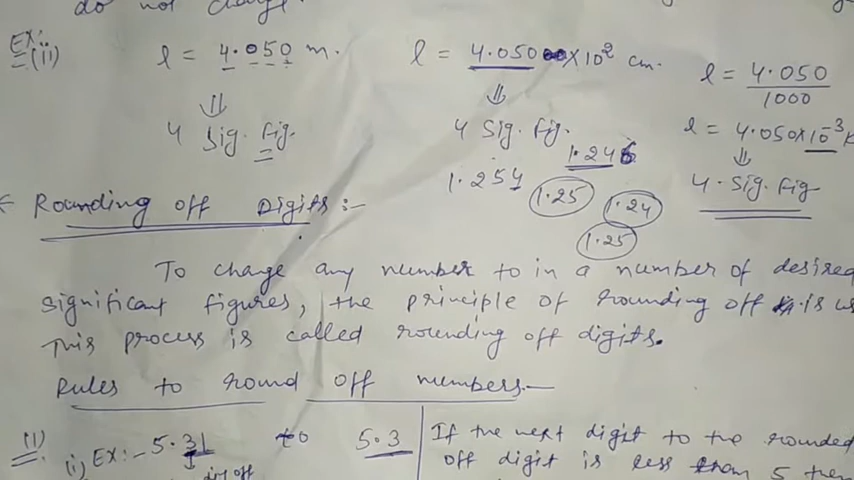 do not change.
Ex:- (ii) l = 4.050 m. l = 4.050 ×10² cm. l = 4.050/1000
⇓ ⇓ l = 4.050×10⁻³ k
4 Sig. fig. 4 Sig. fig. ⇓
1.254 1.246 4. Sig. fig
1.25 1.24
1.25
Rounding off Digits:-
To change any number to in a number of desired
significant figures, the principle of rounding off is us
This process is called rounding off digits.
Rules to round off numbers.—
(1) (i) Ex:- 5.31 to 5.3 If the next digit to the rounded
off digit is less than 5 then